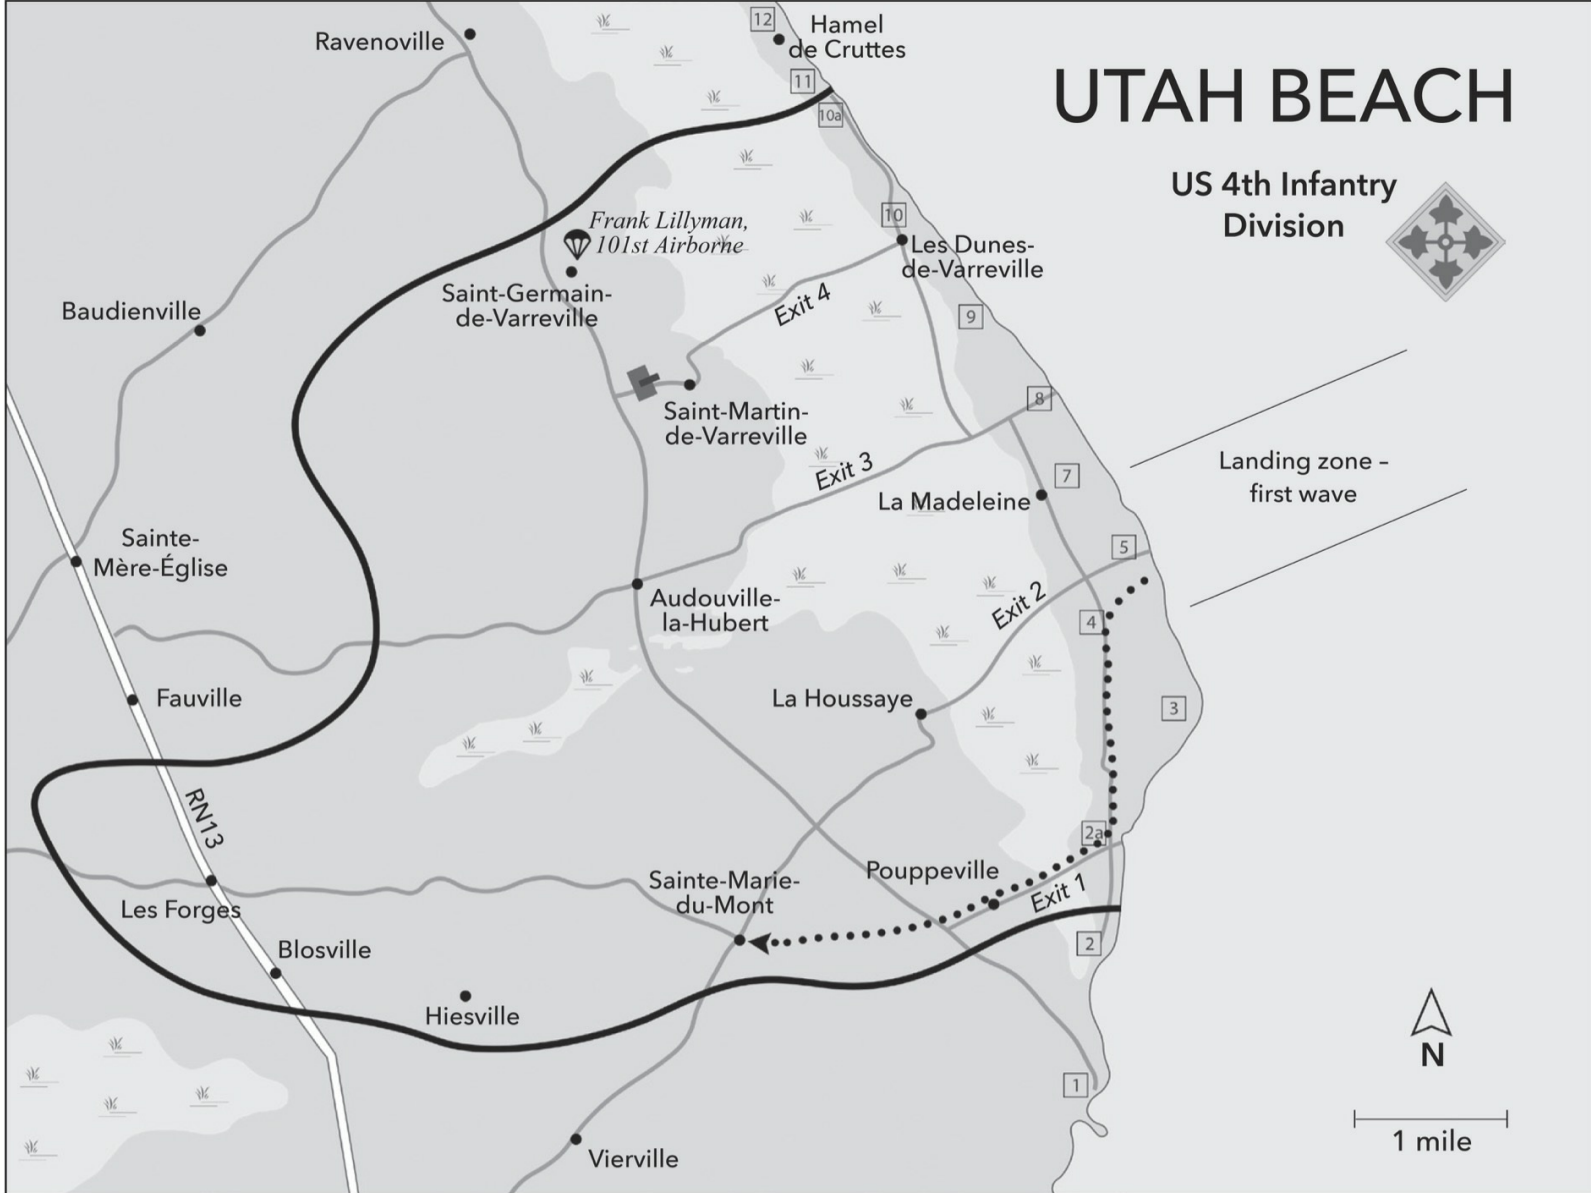 12
Hamel
de Cruttes
Ravenoville
11
10a
UTAH BEACH
US 4th Infantry
Division
10
Frank Lillyman,
101st Airborne
Les Dunes-
de-Varreville
Saint-Germain-
de-Varreville
Exit 4
Baudienville
9
8
Saint-Martin-
de-Varreville
Exit 3
7
La Madeleine
Landing zone –
first wave
Sainte-
Mère-Église
5
Exit 2
Audouville-
la-Hubert
4
Fauville
La Houssaye
3
RN13
2a
Pouppeville
Sainte-Marie-
du-Mont
Exit 1
Les Forges
Blosville
2
Hiesville
N
1
1 mile
Vierville